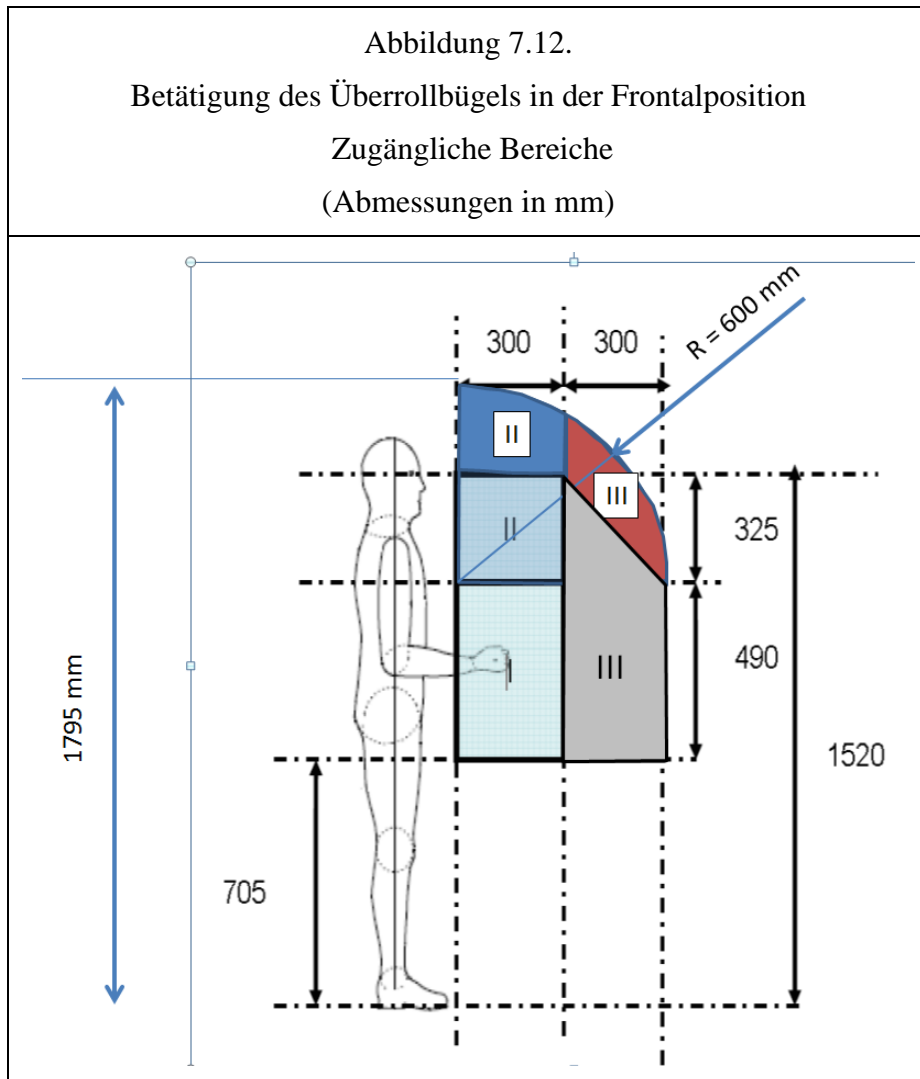 Abbildung 7.12.
Betätigung des Überrollbügels in der Frontalposition
Zugängliche Bereiche
(Abmessungen in mm)
300
300
R = 600 mm
II
III
325
II
490
I
III
1795 mm
1520
705